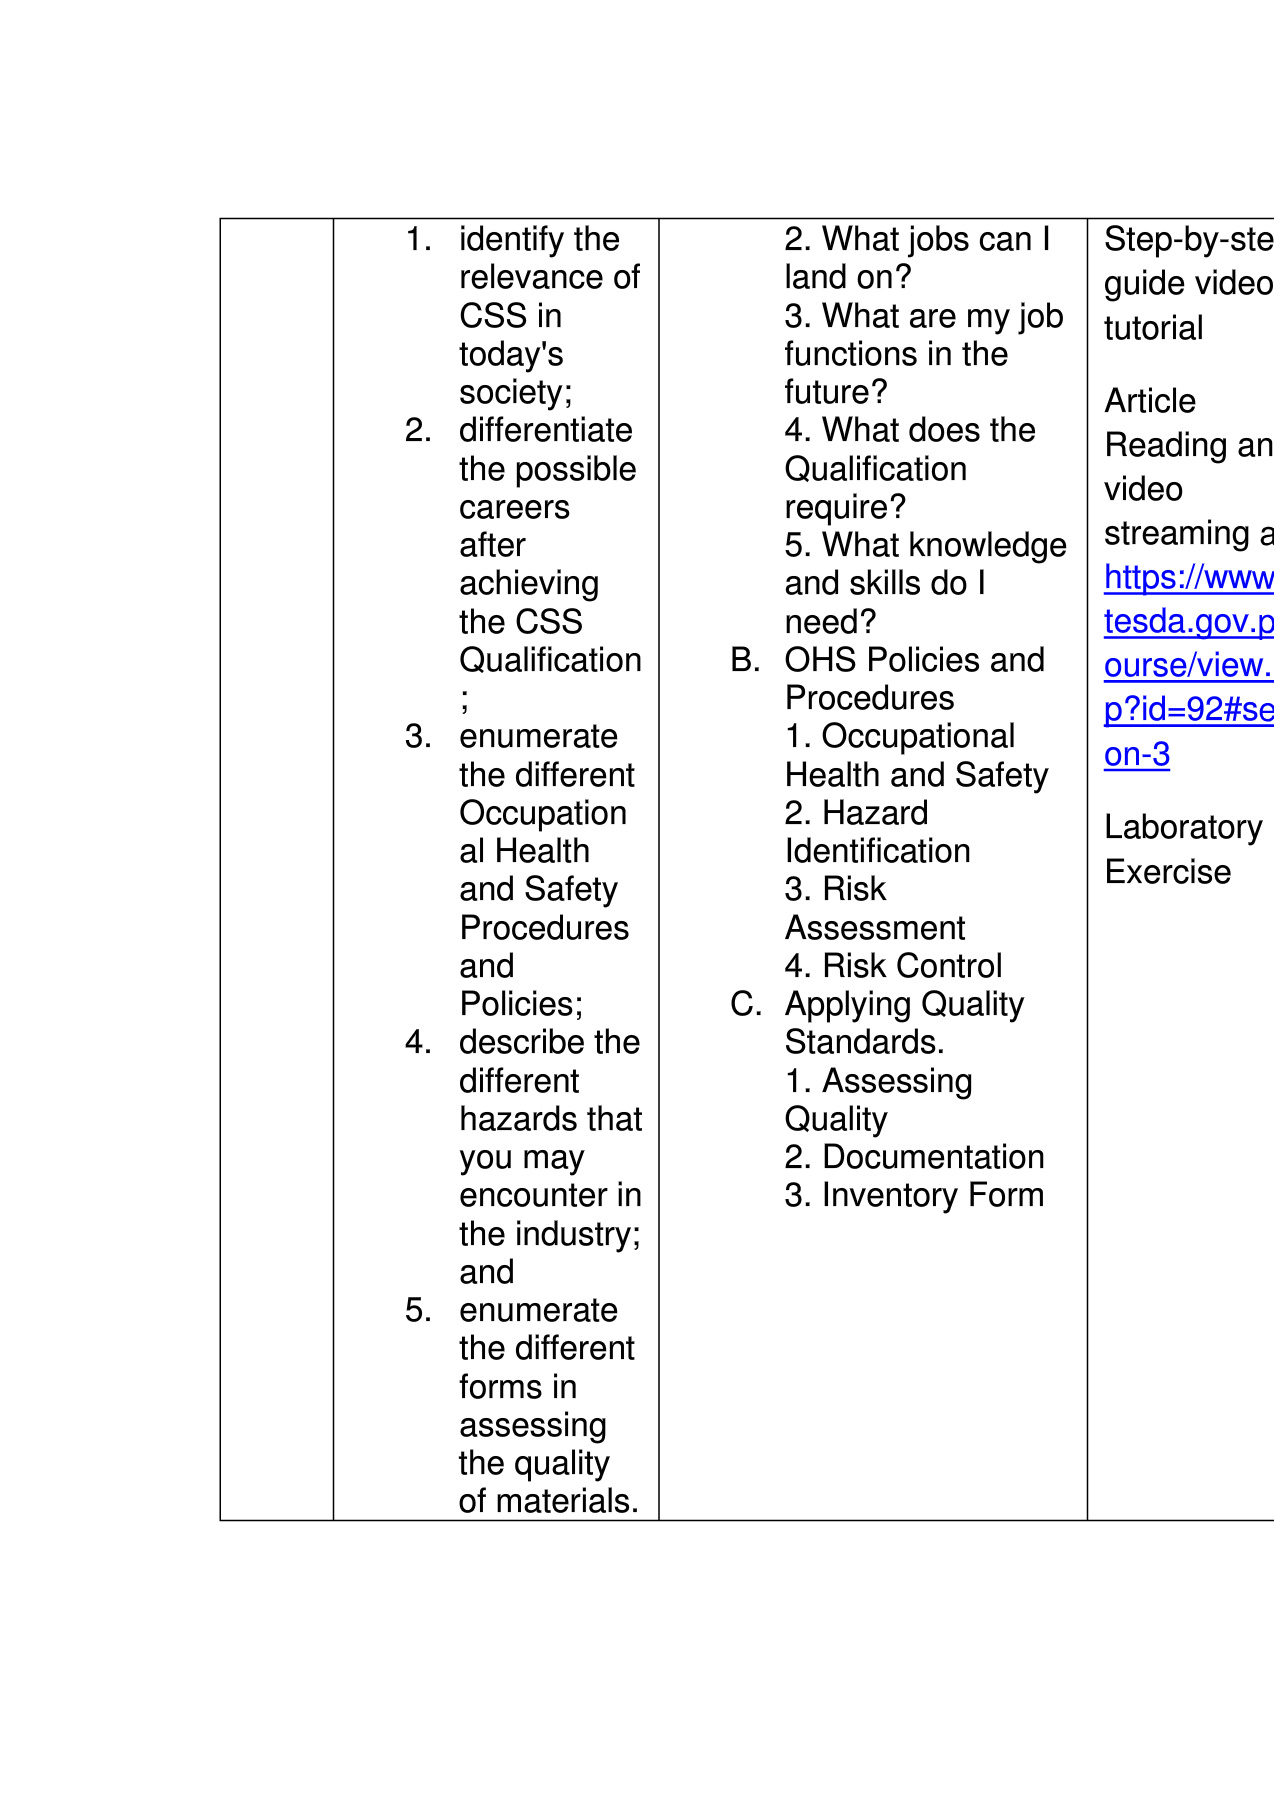 1. identify the
relevance of
CSS in
today's
society;
2. differentiate
the possible
careers
after
achieving
the CSS
Qualification
;
3. enumerate
the different
Occupation
al Health
and Safety
Procedures
and
Policies;
4. describe the
different
hazards that
you may
encounter in
the industry;
and
5. enumerate
the different
forms in
assessing
the quality
of materials.
2. What jobs can I
land on?
3. What are my job
functions in the
future?
4. What does the
Qualification
require?
5. What knowledge
and skills do I
need?
B. OHS Policies and
Procedures
1. Occupational
Health and Safety
2. Hazard
Identification
3. Risk
Assessment
4. Risk Control
C. Applying Quality
Standards.
1. Assessing
Quality
2. Documentation
3. Inventory Form
Step-by-ste
guide video
tutorial
Article
Reading an
video
streaming a
https://www
tesda.gov.p
ourse/view.
p?id=92#se
on-3
Laboratory
Exercise